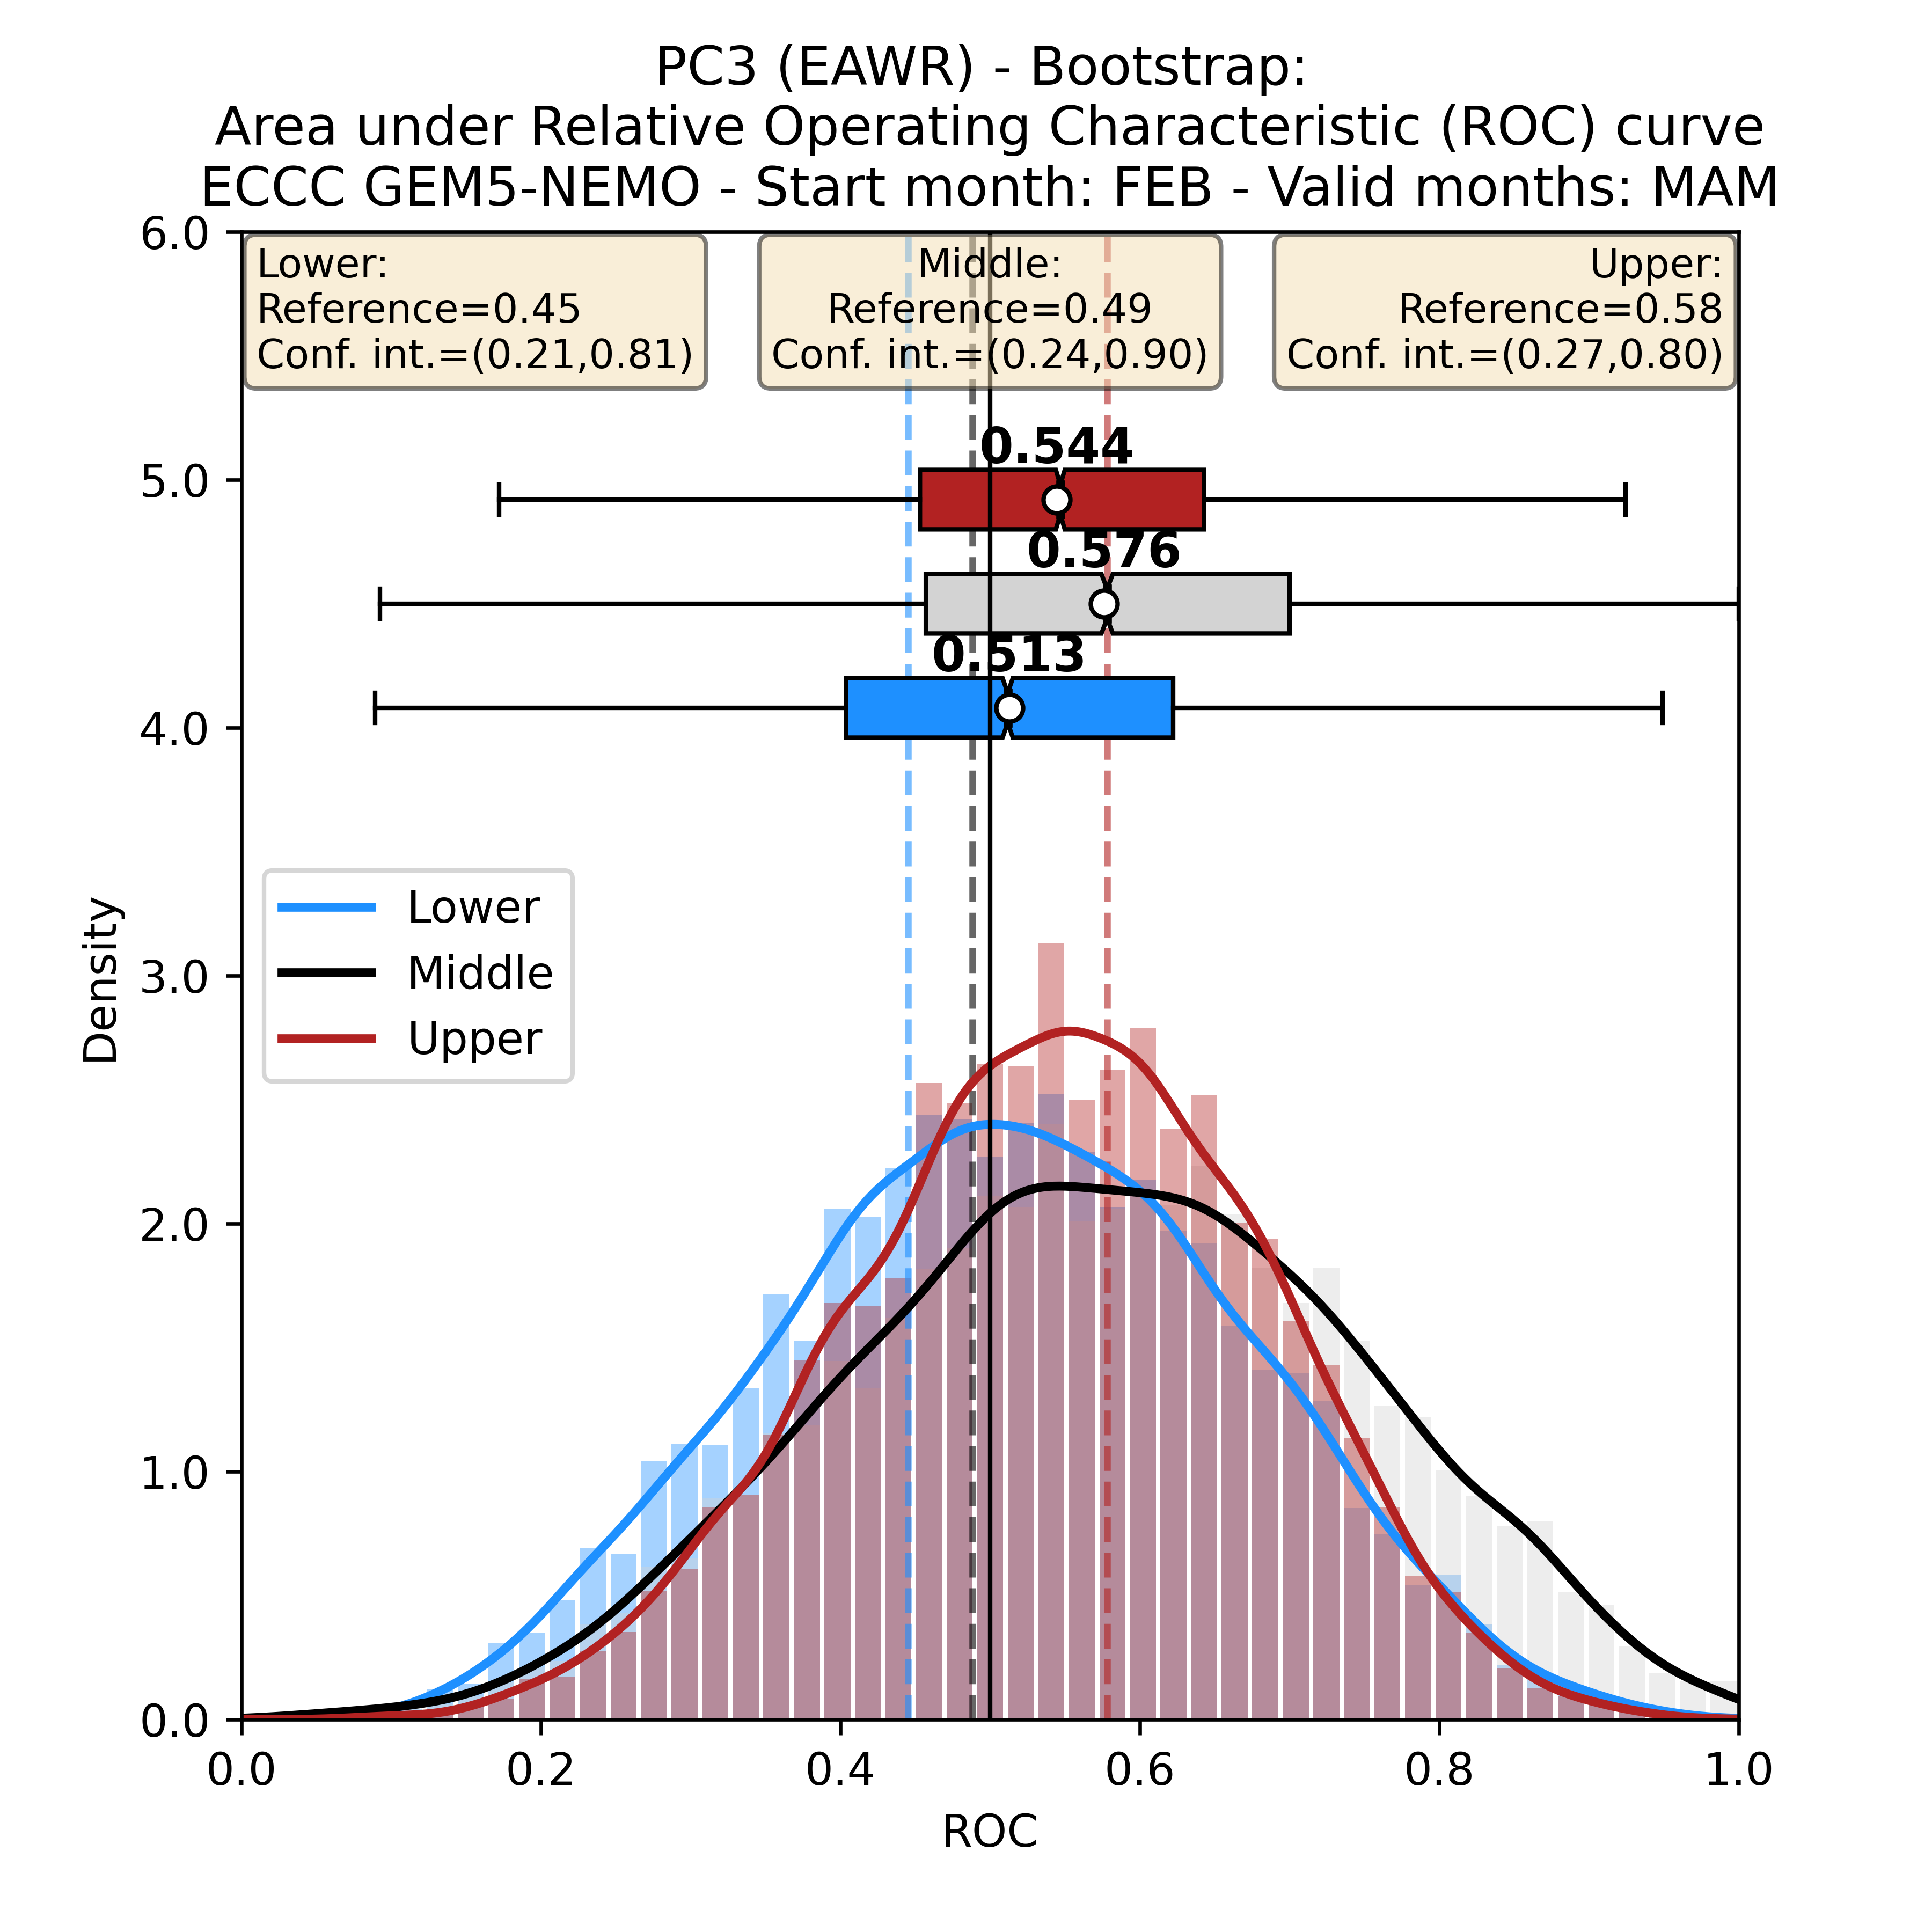 PC3 (EAWR) - Bootstrap:
Area under Relative Operating Characteristic (ROC) curve
ECCC GEM5-NEMO - Start month: FEB - Valid months: MAM
Lower:
Reference=0.45
Conf. int.=(0.21,0.81)
Middle:
Reference=0.49
Conf. int.=(0.24,0.90)
Upper:
Reference=0.58
Conf. int.=(0.27,0.80)
0.544
0.576
0.513
Lower
Middle
Upper
Density
6.0
5.0
4.0
3.0
2.0
1.0
0.0
0.0
0.2
0.4
0.6
0.8
1.0
ROC